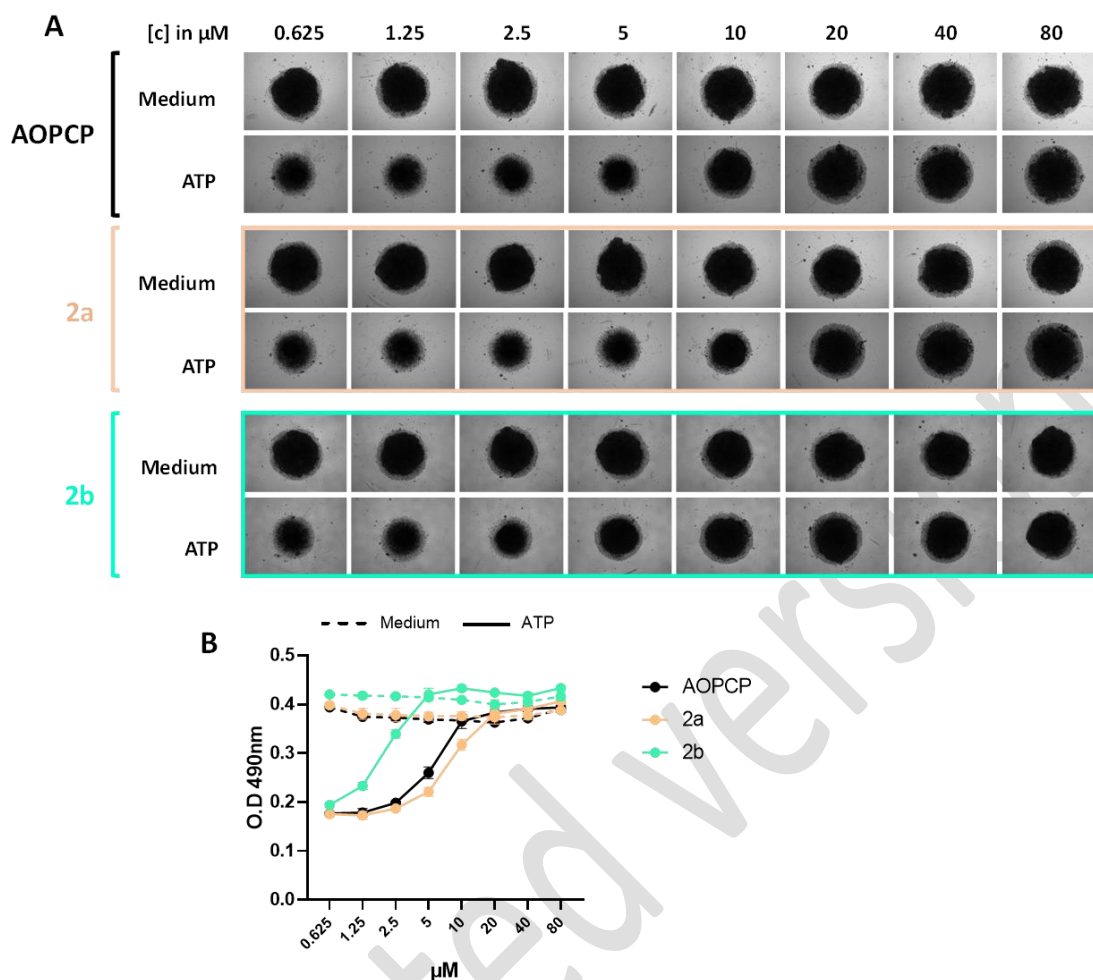 A
[c] in µM 0.625 1.25 2.5 5 10 20 40 80
AOPCP
Medium
ATP
2a
Medium
ATP
2b
Medium
ATP
B
Medium ATP
0.5
0.4
0.3
0.2
0.1
0.0
O.D 490nm
0.625 1.25 2.5 5 10 20 40 80
µM
AOPCP
2a
2b
ted version